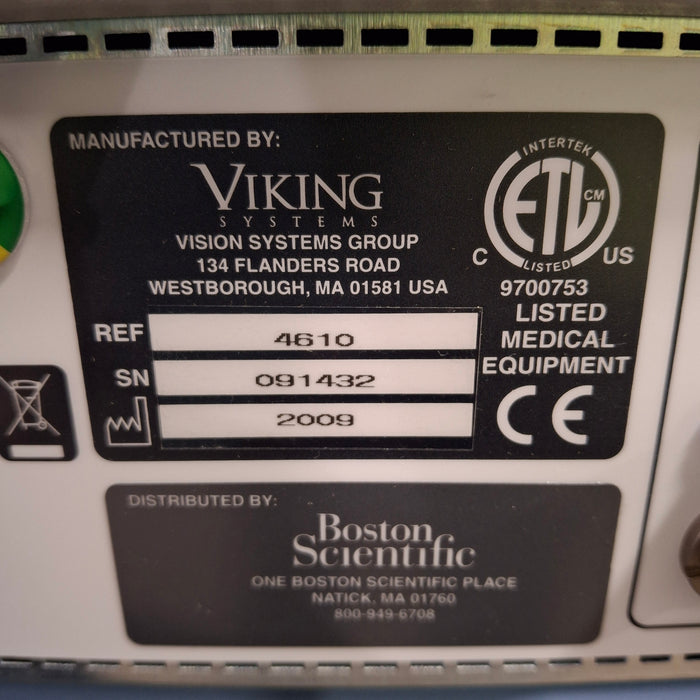 MANUFACTURED BY:
VIKING
SYSTEMS
VISION SYSTEMS GROUP
134 FLANDERS ROAD
WESTBOROUGH, MA 01581 USA
REF 4610
SN 091432
2009
INTERTEK
ETL CM
LISTED
C US
9700753
LISTED
MEDICAL
EQUIPMENT
CE
DISTRIBUTED BY:
Boston
Scientific
ONE BOSTON SCIENTIFIC PLACE
NATICK, MA 01760
800-949-6708